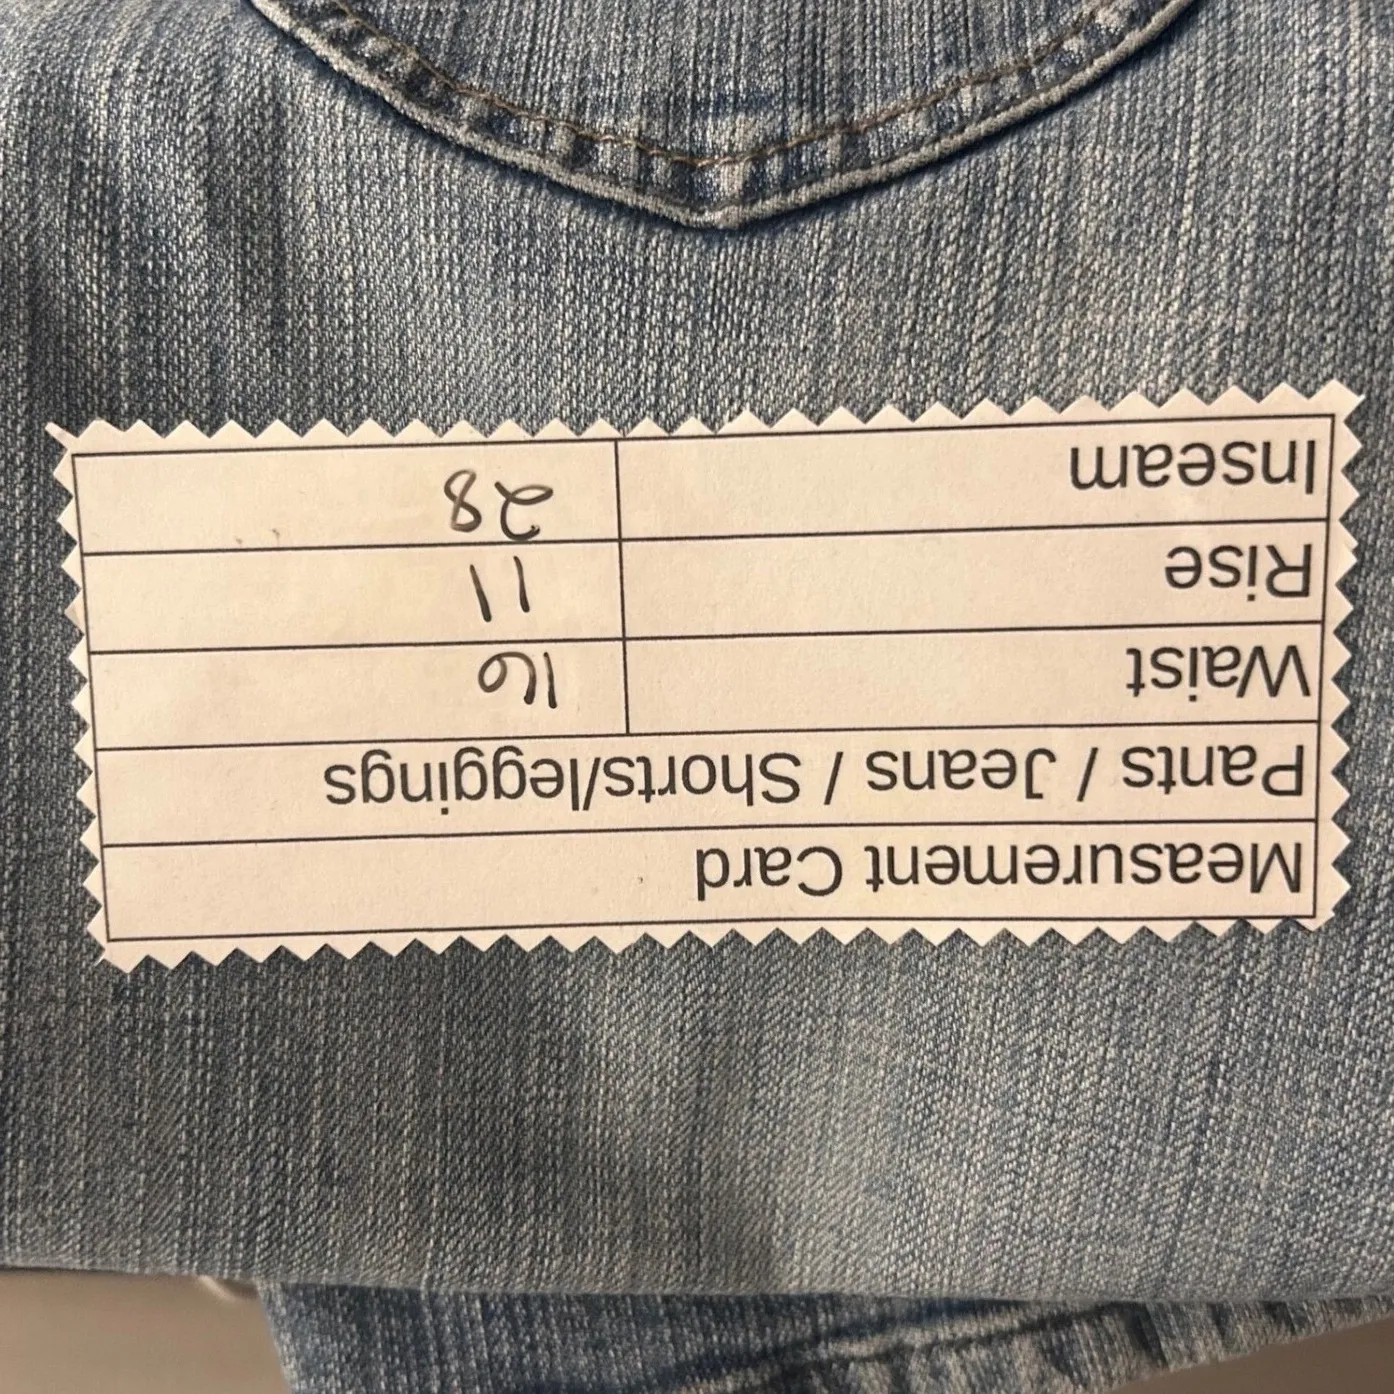 Measurement Card
Pants / Jeans / Shorts/leggings
Waist 16
Rise 11
Inseam 28